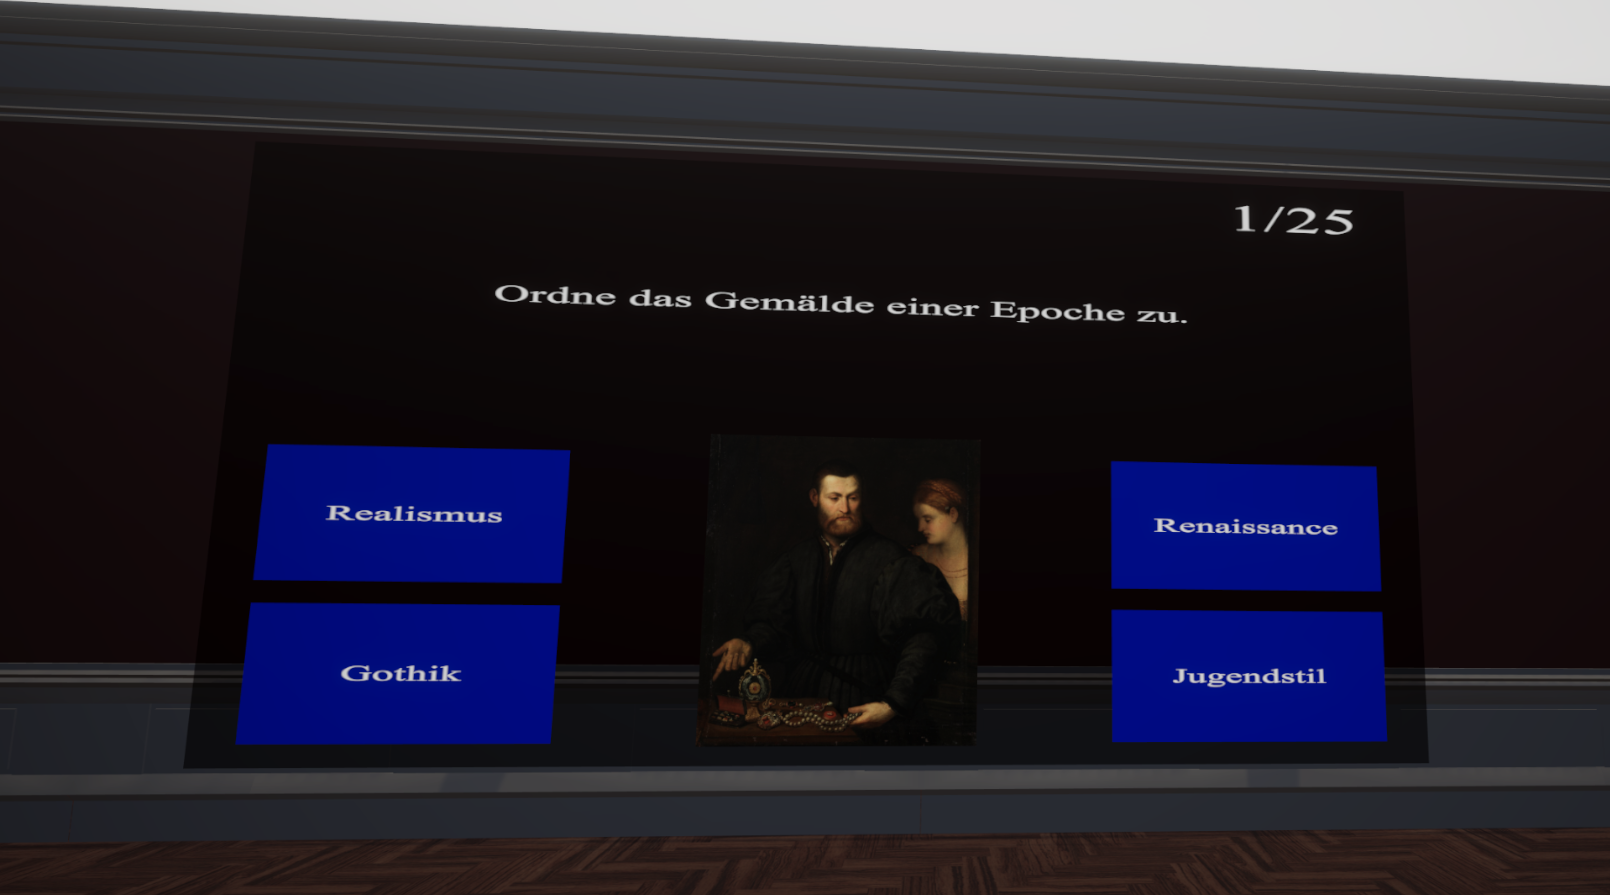 1/25
Ordne das Gemälde einer Epoche zu.
Realismus
Renaissance
Gothik
Jugendstil